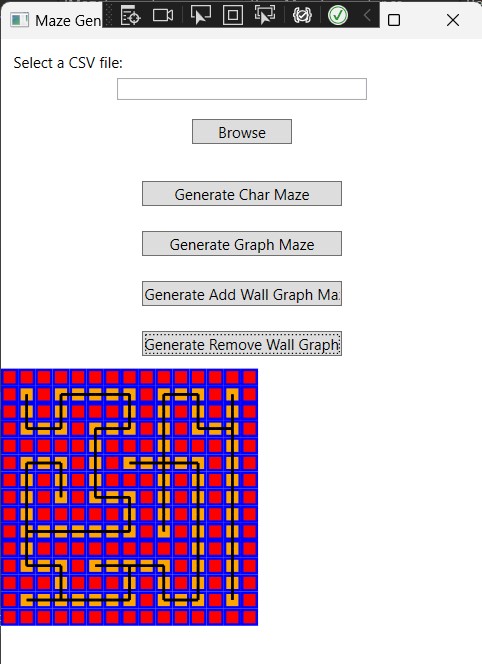 Maze Gen
Select a CSV file:
Browse
Generate Char Maze
Generate Graph Maze
Generate Add Wall Graph Ma
Generate Remove Wall Graph